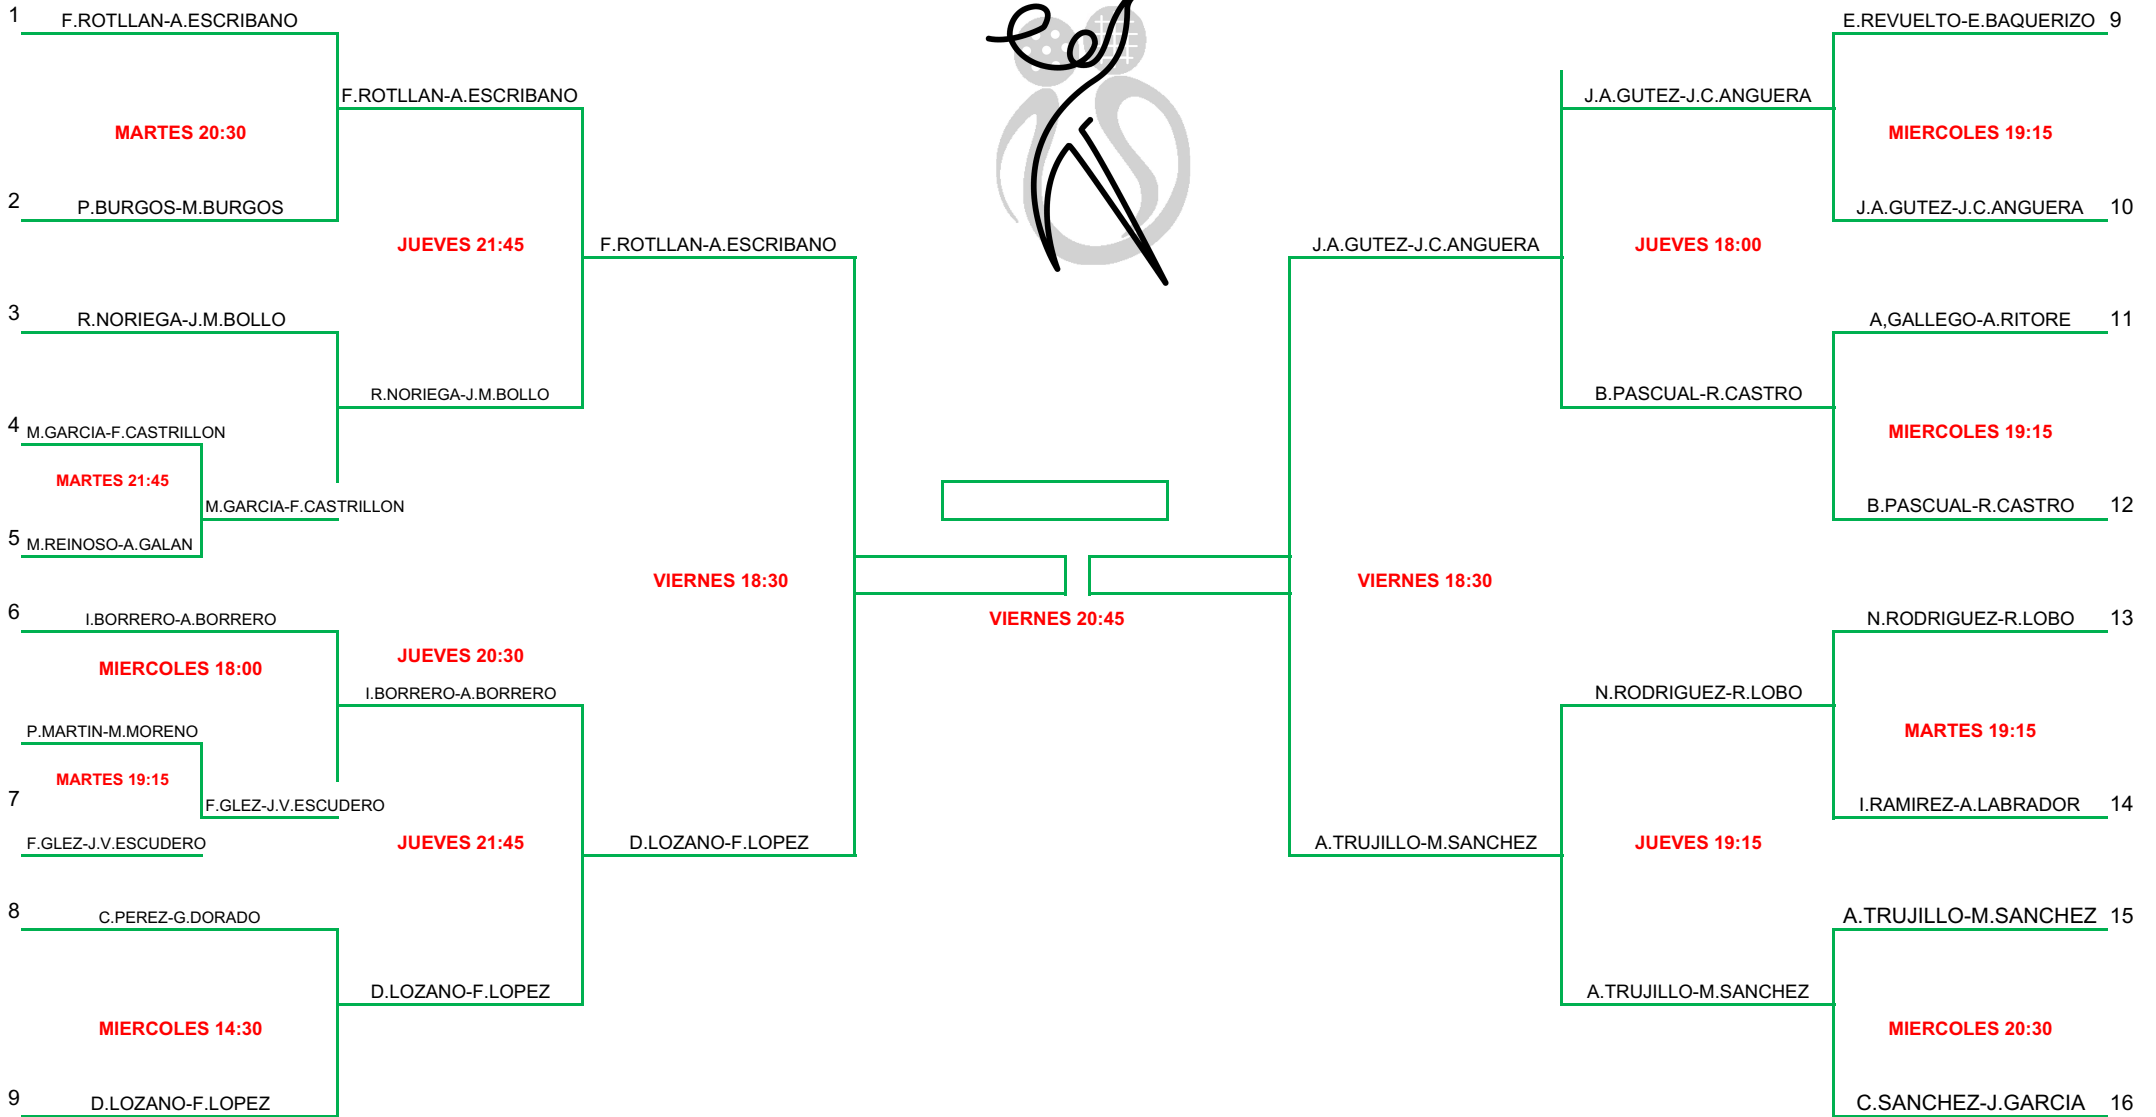 1 F.ROTLLAN-A.ESCRIBANO
E.REVUELTO-E.BAQUERIZO 9
F.ROTLLAN-A.ESCRIBANO
J.A.GUTEZ-J.C.ANGUERA
MARTES 20:30
MIERCOLES 19:15
2 P.BURGOS-M.BURGOS
J.A.GUTEZ-J.C.ANGUERA 10
JUEVES 21:45
F.ROTLLAN-A.ESCRIBANO
J.A.GUTEZ-J.C.ANGUERA
JUEVES 18:00
3 R.NORIEGA-J.M.BOLLO
A,GALLEGO-A.RITORE 11
R.NORIEGA-J.M.BOLLO
B.PASCUAL-R.CASTRO
4 M.GARCIA-F.CASTRILLON
MIERCOLES 19:15
MARTES 21:45
M.GARCIA-F.CASTRILLON
B.PASCUAL-R.CASTRO 12
5 M.REINOSO-A.GALAN
VIERNES 18:30
VIERNES 18:30
6 I.BORRERO-A.BORRERO
VIERNES 20:45
N.RODRIGUEZ-R.LOBO 13
MIERCOLES 18:00
JUEVES 20:30
I.BORRERO-A.BORRERO
N.RODRIGUEZ-R.LOBO
P.MARTIN-M.MORENO
MARTES 19:15
MARTES 19:15
7
F.GLEZ-J.V.ESCUDERO
I.RAMIREZ-A.LABRADOR 14
F.GLEZ-J.V.ESCUDERO
JUEVES 21:45
D.LOZANO-F.LOPEZ
A.TRUJILLO-M.SANCHEZ
JUEVES 19:15
8 C.PEREZ-G.DORADO
A.TRUJILLO-M.SANCHEZ 15
D.LOZANO-F.LOPEZ
A.TRUJILLO-M.SANCHEZ
MIERCOLES 14:30
MIERCOLES 20:30
9 D.LOZANO-F.LOPEZ
C.SANCHEZ-J.GARCIA 16